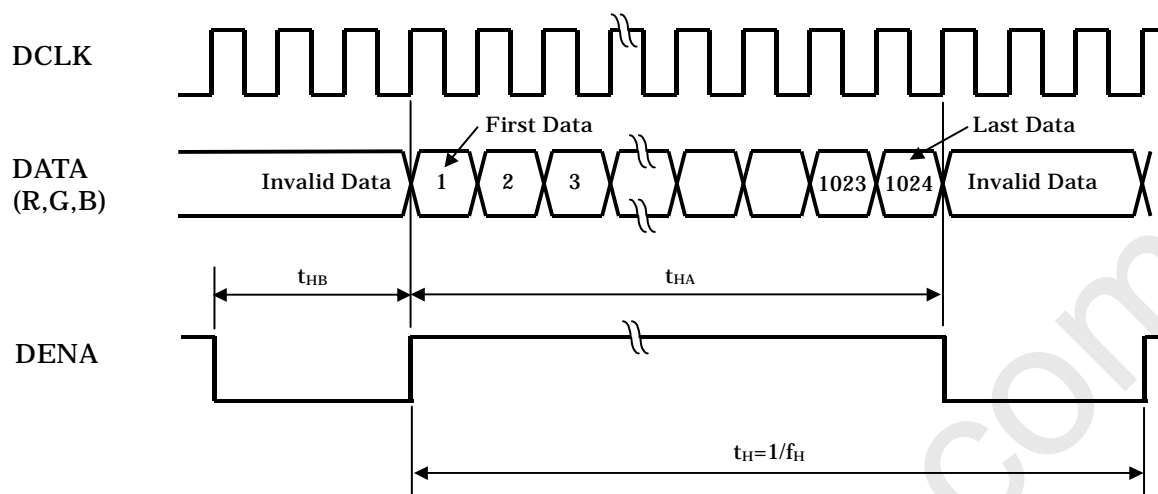 DCLK
First Data
Last Data
DATA
(R,G,B)
Invalid Data
1
2
3
1023
1024
Invalid Data
tHB
tHA
DENA
tH=1/fH
com